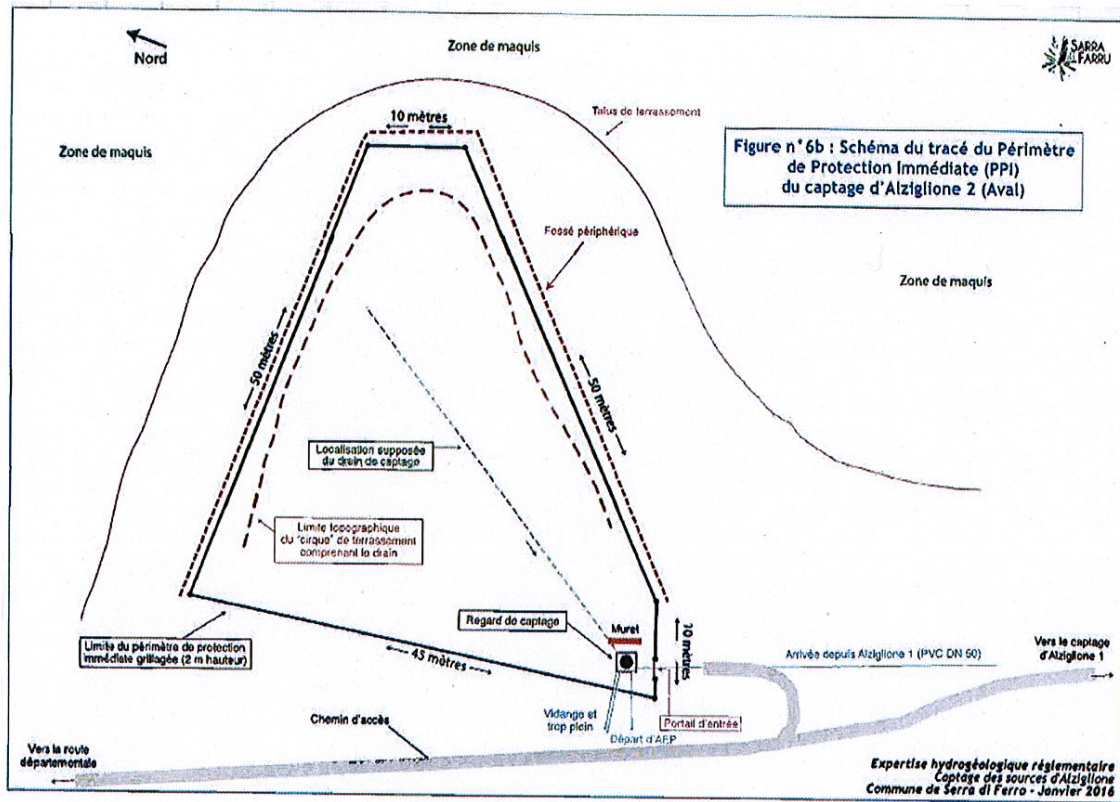 Nord
Zone de maquis
SARRA
di FARRU
10 mètres
Talus de terrassement
Zone de maquis
Figure n°6b : Schéma du tracé du Périmètre
de Protection Immédiate (PPI)
du captage d'Alziglione 2 (Aval)
Fossé périphérique
Zone de maquis
50 mètres
50 mètres
Localisation supposée
du drain de captage
Limite topographique
du "cirque" de terrassement
comprenant le drain
Regard de captage
Muret
10 mètres
Limite du périmètre de protection
immédiate grillagée (2 m hauteur)
45 mètres
Arrivée depuis Alziglione 1 (PVC DN 60)
Vers le captage
d'Alziglione 1
Vidange et
trop plein
Départ d'AEP
Portail d'entrée
Chemin d'accès
Vers la route
départementale
Expertise hydrogéologique réglementaire
Captage des sources d'Alziglione
Commune de Serra di Ferro - Janvier 2016